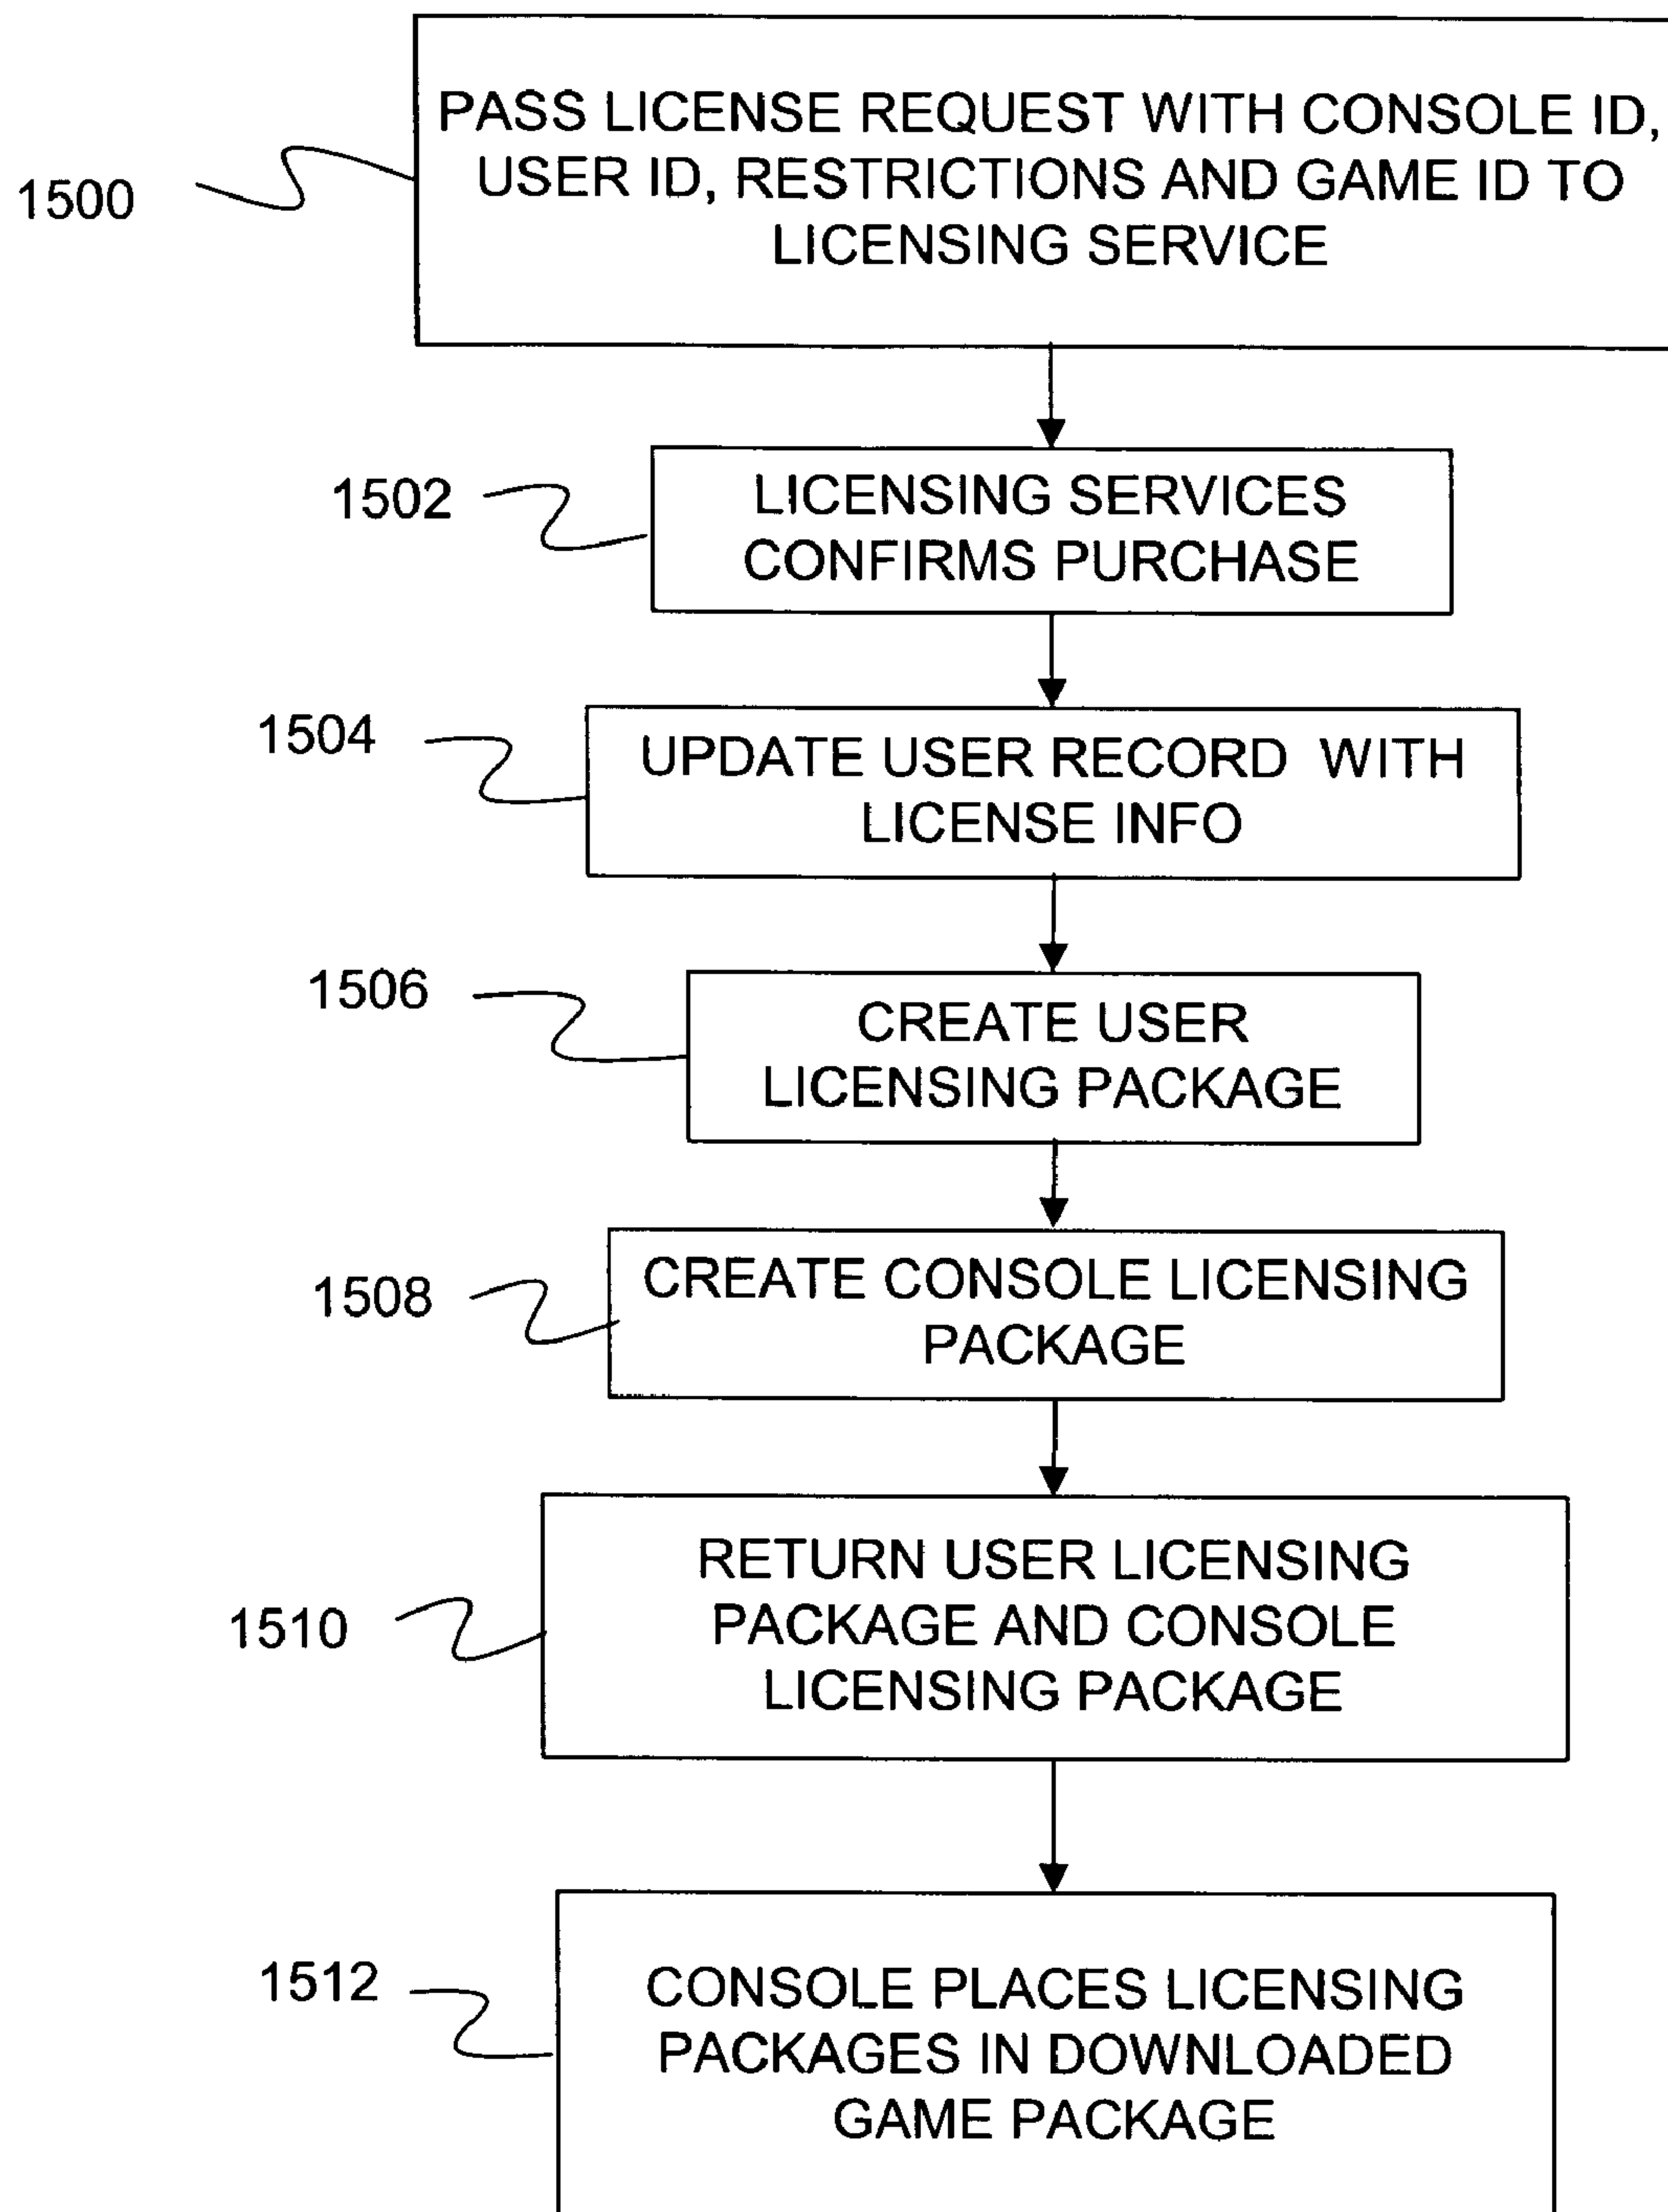 PASS LICENSE REQUEST WITH CONSOLE ID,
USER ID, RESTRICTIONS AND GAME ID TO
LICENSING SERVICE
1500
LICENSING SERVICES
CONFIRMS PURCHASE
1502
UPDATE USER RECORD WITH
LICENSE INFO
1504
CREATE USER
LICENSING PACKAGE
1506
CREATE CONSOLE LICENSING
PACKAGE
1508
RETURN USER LICENSING
PACKAGE AND CONSOLE
LICENSING PACKAGE
1510
CONSOLE PLACES LICENSING
PACKAGES IN DOWNLOADED
GAME PACKAGE
1512